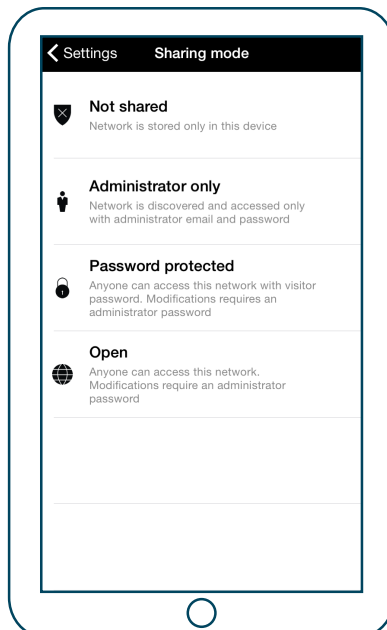 Settings Sharing mode
Not shared
Network is stored only in this device
Administrator only
Network is discovered and accessed only
with administrator email and password
Password protected
Anyone can access this network with visitor
password. Modifications requires an
administrator password
Open
Anyone can access this network.
Modifications require an administrator
password